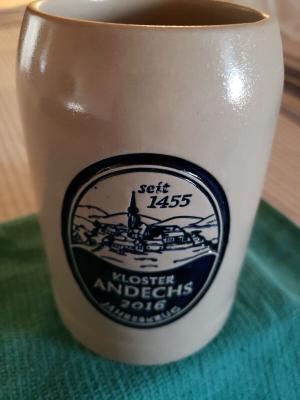 seit
1455
KLOSTER
ANDECHS
2016
JAHRESKRUG